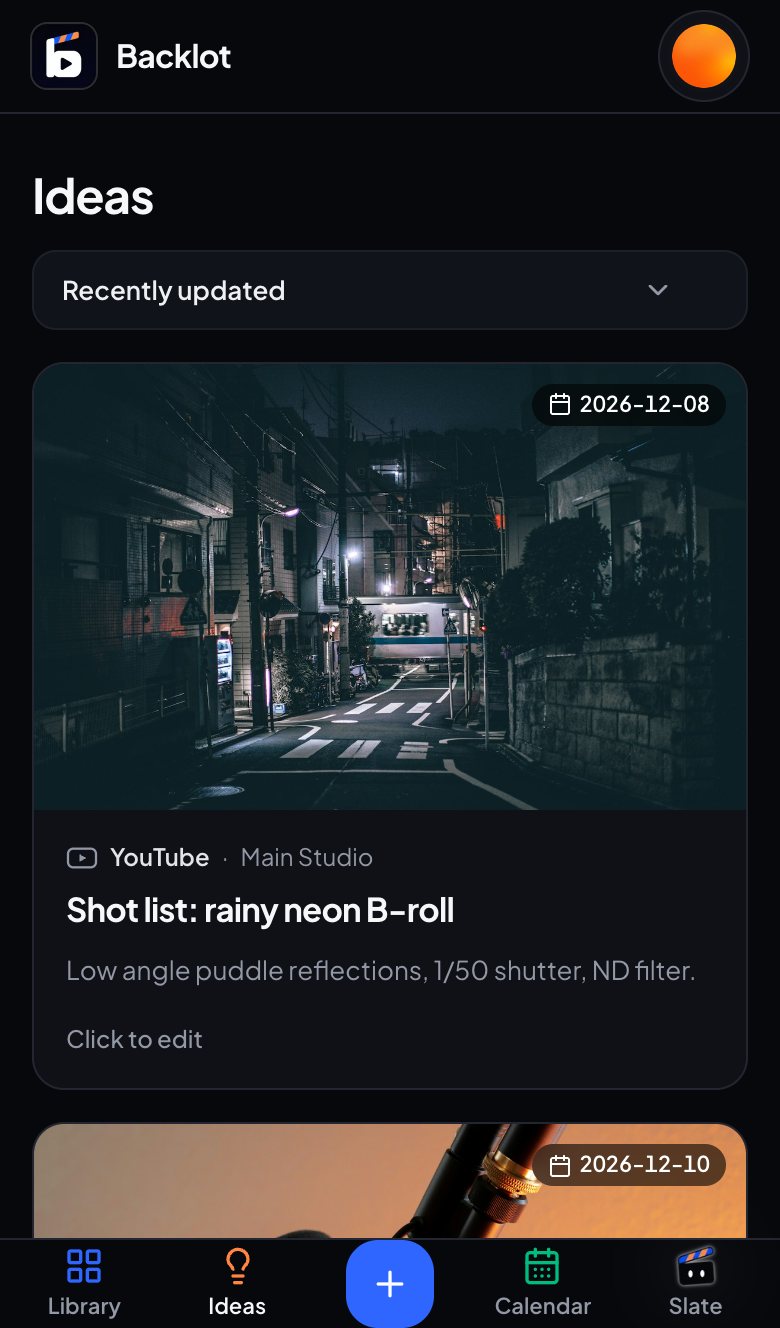 Backlot
Ideas
Recently updated
2026-12-08
YouTube · Main Studio
Shot list: rainy neon B-roll
Low angle puddle reflections, 1/50 shutter, ND filter.
Click to edit
2026-12-10
Library
Ideas
Calendar
Slate